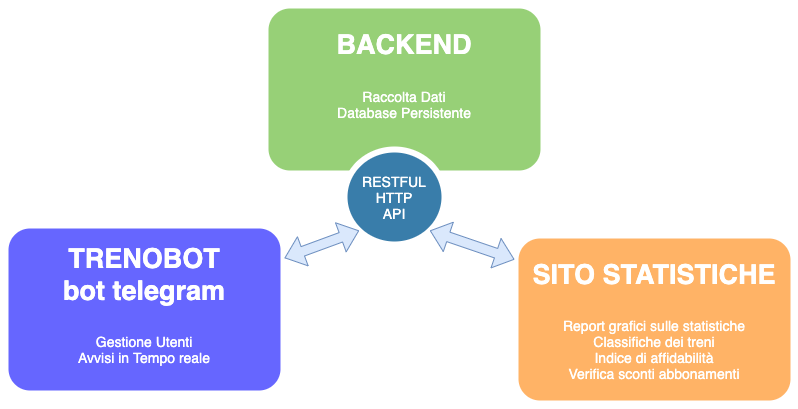 BACKEND
Raccolta Dati
Database Persistente
RESTFUL
HTTP
API
TRENOBOT
bot telegram
Gestione Utenti
Avvisi in Tempo reale
SITO STATISTICHE
Report grafici sulle statistiche
Classifiche dei treni
Indice di affidabilità
Verifica sconti abbonamenti